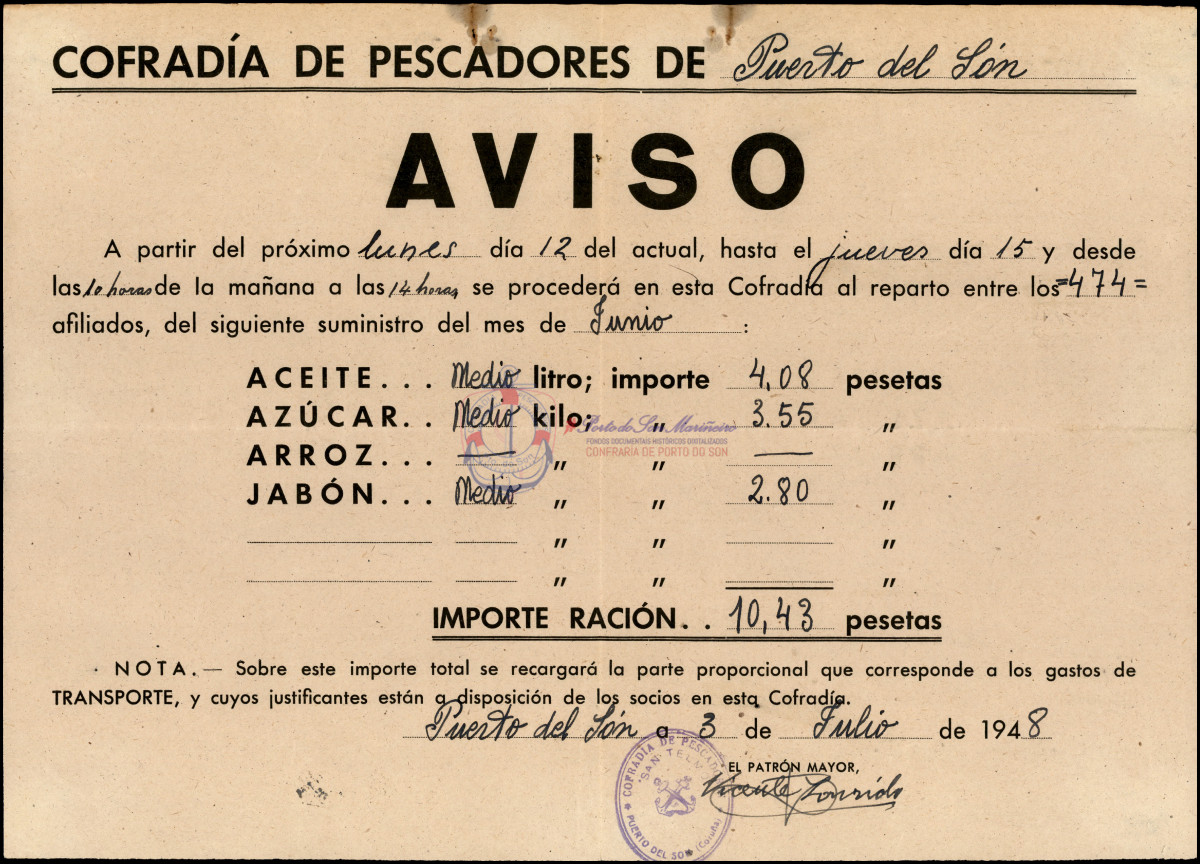 COFRADÍA DE PESCADORES DE Puerto del Són
AVISO
A partir del próximo lunes día 12 del actual, hasta el jueves día 15 y desde
las 10 horas de la mañana a las 14 horas, se procederá en esta Cofradía al reparto entre los =474=
afiliados, del siguiente suministro del mes de Junio :
ACEITE. . . Medio litro; importe 4,08 pesetas
AZÚCAR. . Medio kilo; „ 3.55 „
Porto do Son Mariñeiro
FONDOS DOCUMENTAIS HISTÓRICOS DIGITALIZADOS
CONFRARÍA DE PORTO DO SON
ARROZ. . . — „ „ — „
JABÓN. . . Medio „ „ 2.80 „
„ „ „
„ „ „
IMPORTE RACIÓN. . 10,43 pesetas
NOTA. — Sobre este importe total se recargará la parte proporcional que corresponde a los gastos de
TRANSPORTE, y cuyos justificantes están a disposición de los socios en esta Cofradía.
Puerto del Són a 3 de Julio de 1948
EL PATRÓN MAYOR,
Vicente
COFRADIA DE PESCAD
SAN TELMO
PUERTO DEL SON (Coruña)